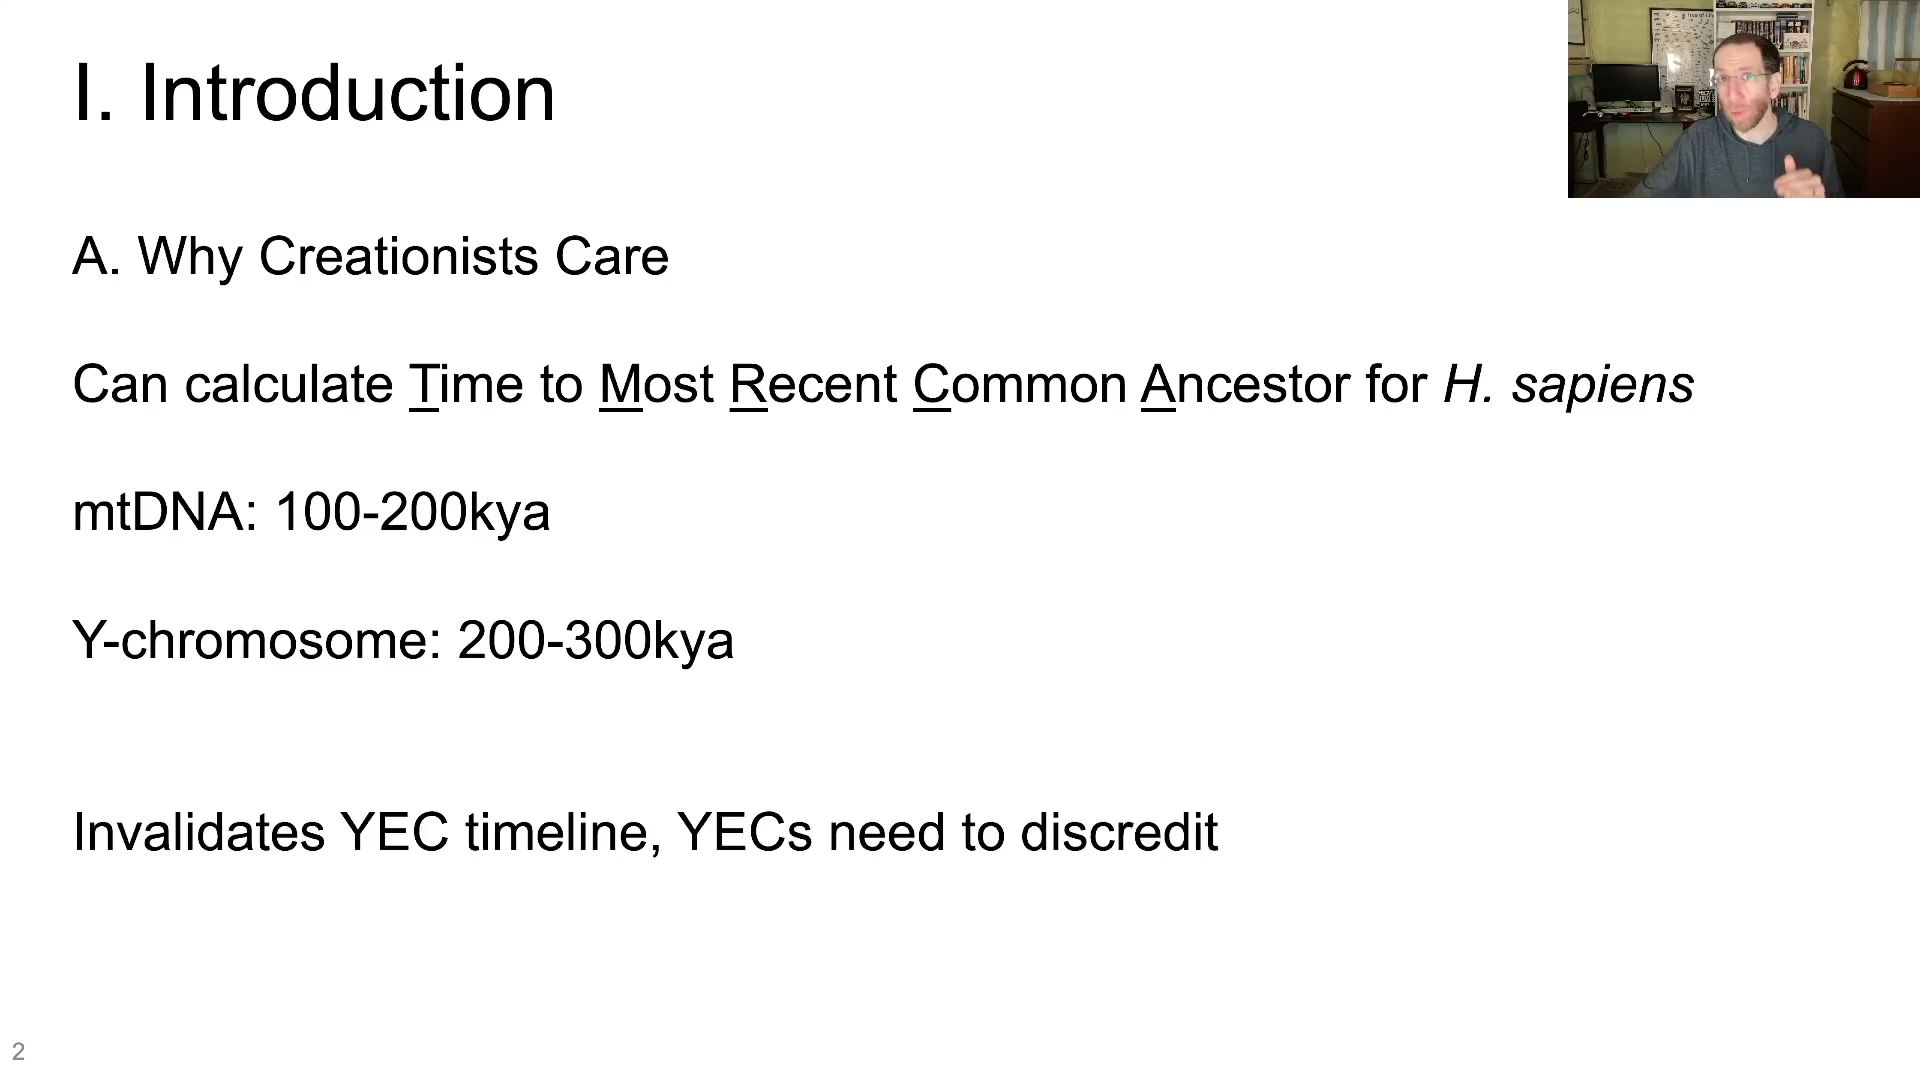 I. Introduction
A. Why Creationists Care
Can calculate Time to Most Recent Common Ancestor for H. sapiens
mtDNA: 100-200kya
Y-chromosome: 200-300kya
Invalidates YEC timeline, YECs need to discredit
2